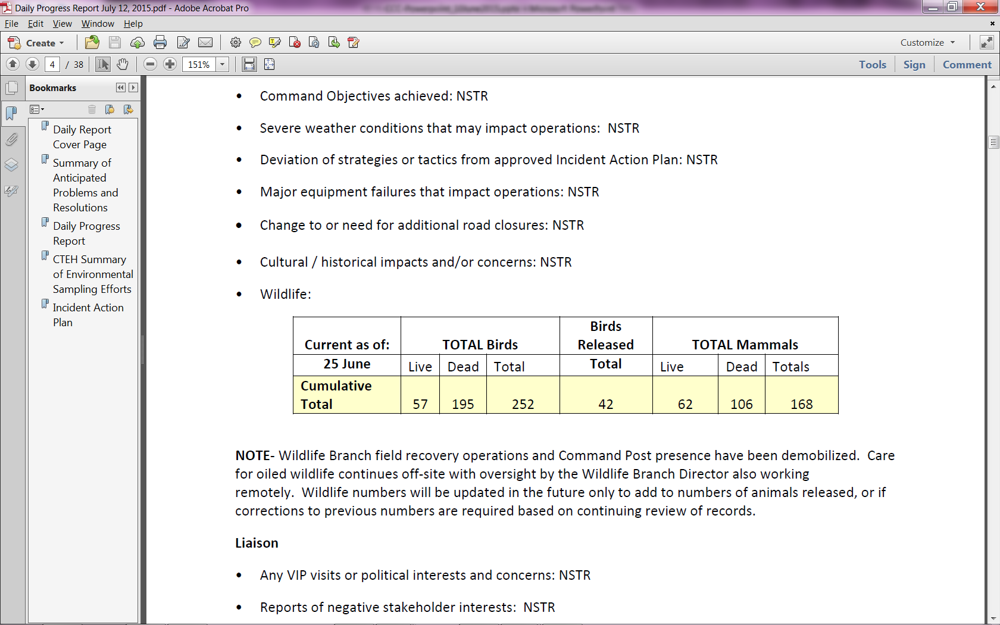 Daily Progress Report July 12, 2015.pdf - Adobe Acrobat Pro
File Edit View Window Help
Create
Customize
4 / 38
151%
Tools Sign Comment
Bookmarks
Daily Report
Cover Page
Summary of
Anticipated
Problems and
Resolutions
Daily Progress
Report
CTEH Summary
of Environmental
Sampling Efforts
Incident Action
Plan
• Command Objectives achieved: NSTR
• Severe weather conditions that may impact operations:  NSTR
• Deviation of strategies or tactics from approved Incident Action Plan: NSTR
• Major equipment failures that impact operations: NSTR
• Change to or need for additional road closures: NSTR
• Cultural / historical impacts and/or concerns: NSTR
• Wildlife:
Birds
Current as of: TOTAL Birds Released TOTAL Mammals
25 June Live Dead Total Total Live Dead Totals
Cumulative
Total 57 195 252 42 62 106 168
NOTE- Wildlife Branch field recovery operations and Command Post presence have been demobilized.  Care
for oiled wildlife continues off-site with oversight by the Wildlife Branch Director also working
remotely.  Wildlife numbers will be updated in the future only to add to numbers of animals released, or if
corrections to previous numbers are required based on continuing review of records.
Liaison
• Any VIP visits or political interests and concerns: NSTR
• Reports of negative stakeholder interests:  NSTR